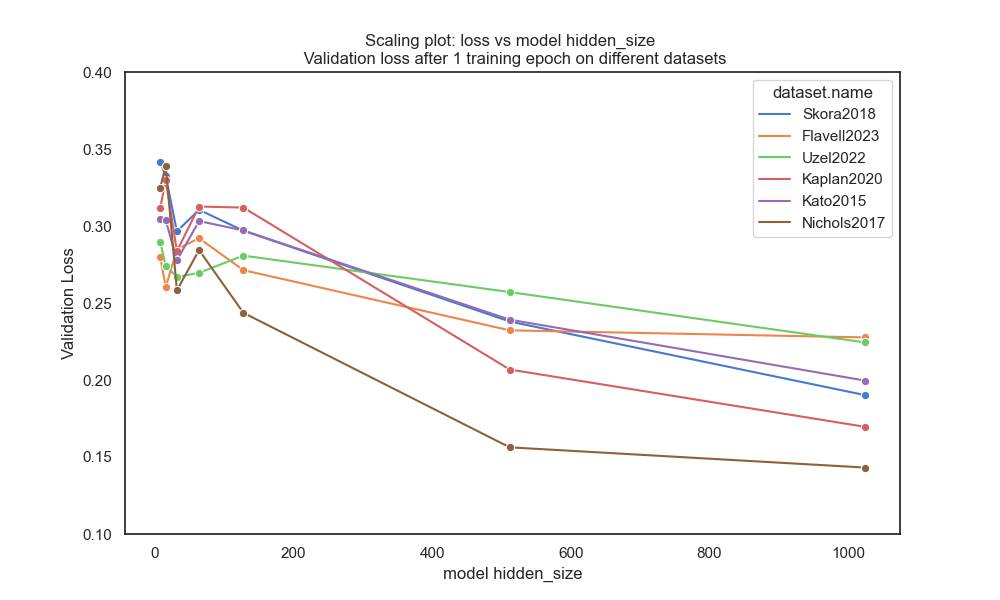 Scaling plot: loss vs model hidden_size
Validation loss after 1 training epoch on different datasets
0.40
0.35
0.30
0.25
0.20
0.15
0.10
Validation Loss
dataset.name
Skora2018
Flavell2023
Uzel2022
Kaplan2020
Kato2015
Nichols2017
0
200
400
600
800
1000
model hidden_size